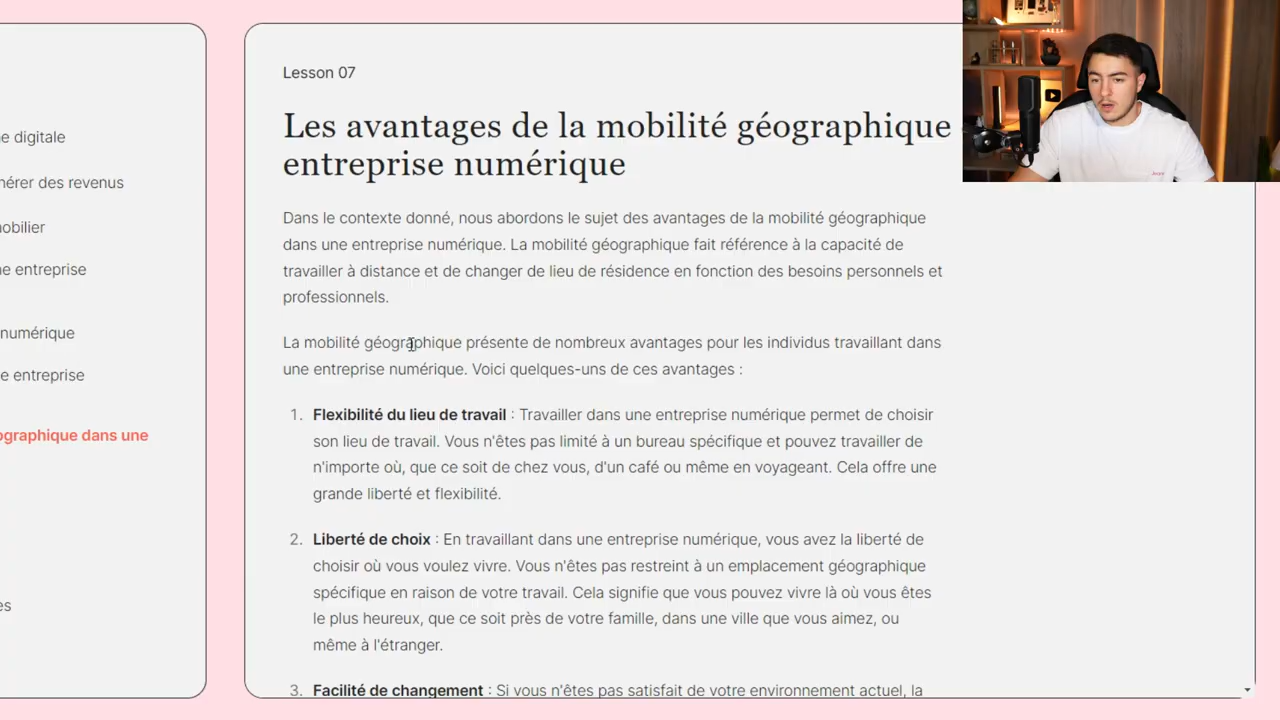 e digitale
nérer des revenus
obilier
ne entreprise
numérique
e entreprise
ographique dans une
es
Lesson 07
Les avantages de la mobilité géographique
entreprise numérique
Dans le contexte donné, nous abordons le sujet des avantages de la mobilité géographique
dans une entreprise numérique. La mobilité géographique fait référence à la capacité de
travailler à distance et de changer de lieu de résidence en fonction des besoins personnels et
professionnels.
La mobilité géographique présente de nombreux avantages pour les individus travaillant dans
une entreprise numérique. Voici quelques-uns de ces avantages :
1. Flexibilité du lieu de travail : Travailler dans une entreprise numérique permet de choisir
son lieu de travail. Vous n'êtes pas limité à un bureau spécifique et pouvez travailler de
n'importe où, que ce soit de chez vous, d'un café ou même en voyageant. Cela offre une
grande liberté et flexibilité.
2. Liberté de choix : En travaillant dans une entreprise numérique, vous avez la liberté de
choisir où vous voulez vivre. Vous n'êtes pas restreint à un emplacement géographique
spécifique en raison de votre travail. Cela signifie que vous pouvez vivre là où vous êtes
le plus heureux, que ce soit près de votre famille, dans une ville que vous aimez, ou
même à l'étranger.
3. Facilité de changement : Si vous n'êtes pas satisfait de votre environnement actuel, la